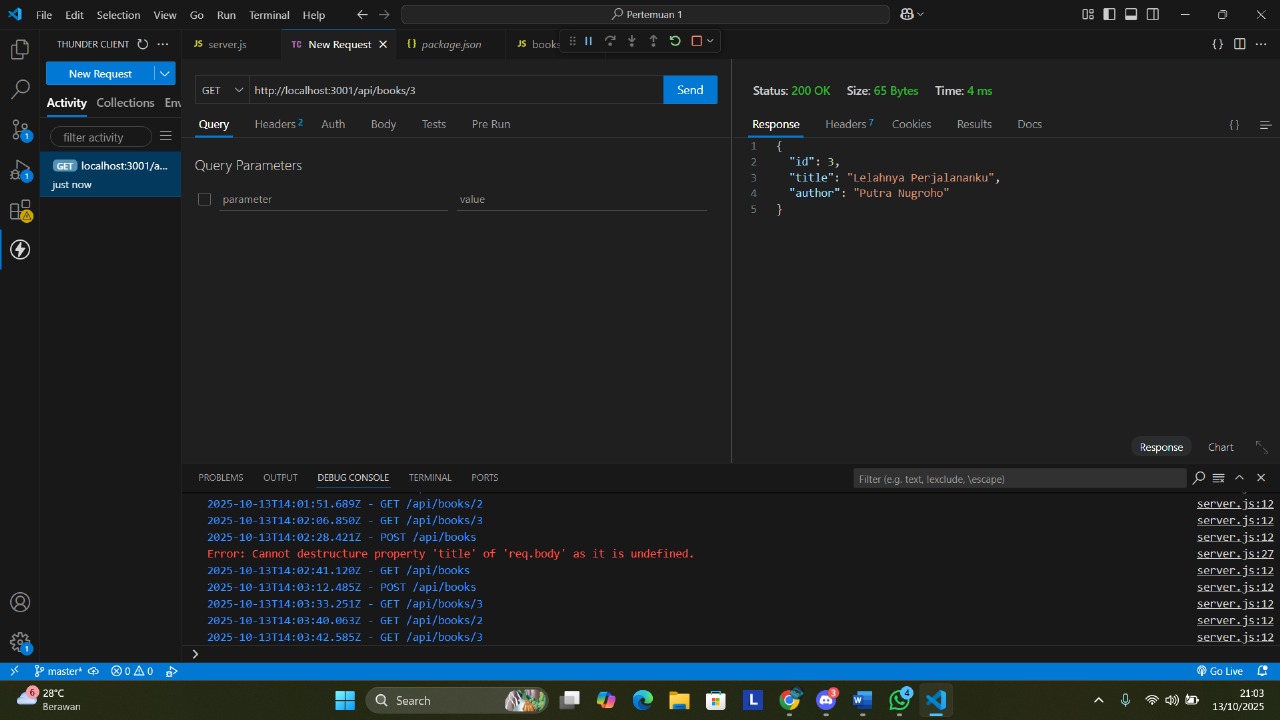 File Edit Selection View Go Run Terminal Help Pertemuan 1
THUNDER CLIENT
JS server.js
TC New Request
{} package.json
JS books
New Request
Activity Collections Env
filter activity
GET localhost:3001/a...
just now
GET http://localhost:3001/api/books/3 Send
Query Headers 2 Auth Body Tests Pre Run
Query Parameters
parameter value
Status: 200 OK Size: 65 Bytes Time: 4 ms
Response Headers 7 Cookies Results Docs {}
1 {
2 "id": 3,
3 "title": "Lelahnya Perjalananku",
4 "author": "Putra Nugroho"
5 }
Response Chart
PROBLEMS OUTPUT DEBUG CONSOLE TERMINAL PORTS Filter (e.g. text, !exclude, \escape)
2025-10-13T14:01:51.689Z - GET /api/books/2 server.js:12
2025-10-13T14:02:06.850Z - GET /api/books/3 server.js:12
2025-10-13T14:02:28.421Z - POST /api/books server.js:12
Error: Cannot destructure property 'title' of 'req.body' as it is undefined. server.js:27
2025-10-13T14:02:41.120Z - GET /api/books server.js:12
2025-10-13T14:03:12.485Z - POST /api/books server.js:12
2025-10-13T14:03:33.251Z - GET /api/books/3 server.js:12
2025-10-13T14:03:40.063Z - GET /api/books/2 server.js:12
2025-10-13T14:03:42.585Z - GET /api/books/3 server.js:12
1
1
1
master* 0 0 Go Live
6
28°C
Berawan
Search
L
3
W
4
21:03
13/10/2025